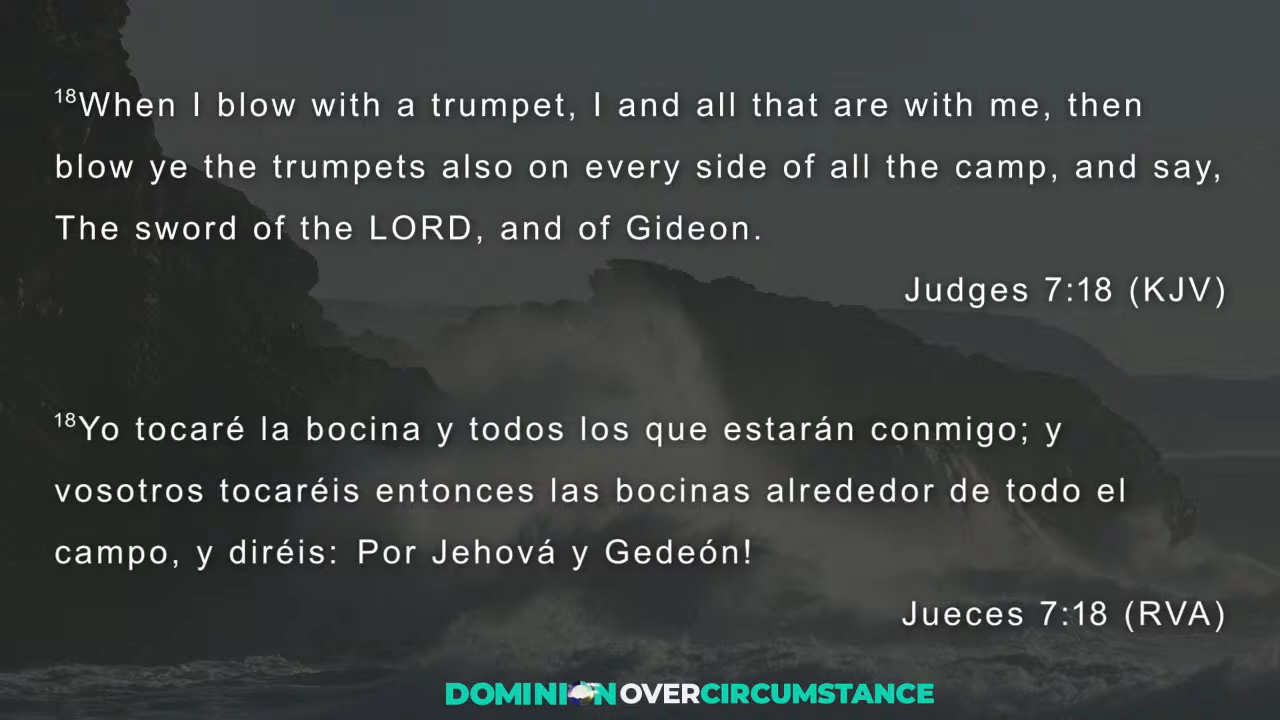 18When I blow with a trumpet, I and all that are with me, then
blow ye the trumpets also on every side of all the camp, and say,
The sword of the LORD, and of Gideon.
Judges 7:18 (KJV)
18Yo tocaré la bocina y todos los que estarán conmigo; y
vosotros tocaréis entonces las bocinas alrededor de todo el
campo, y diréis: Por Jehová y Gedeón!
Jueces 7:18 (RVA)
DOMINION OVERCIRCUMSTANCE